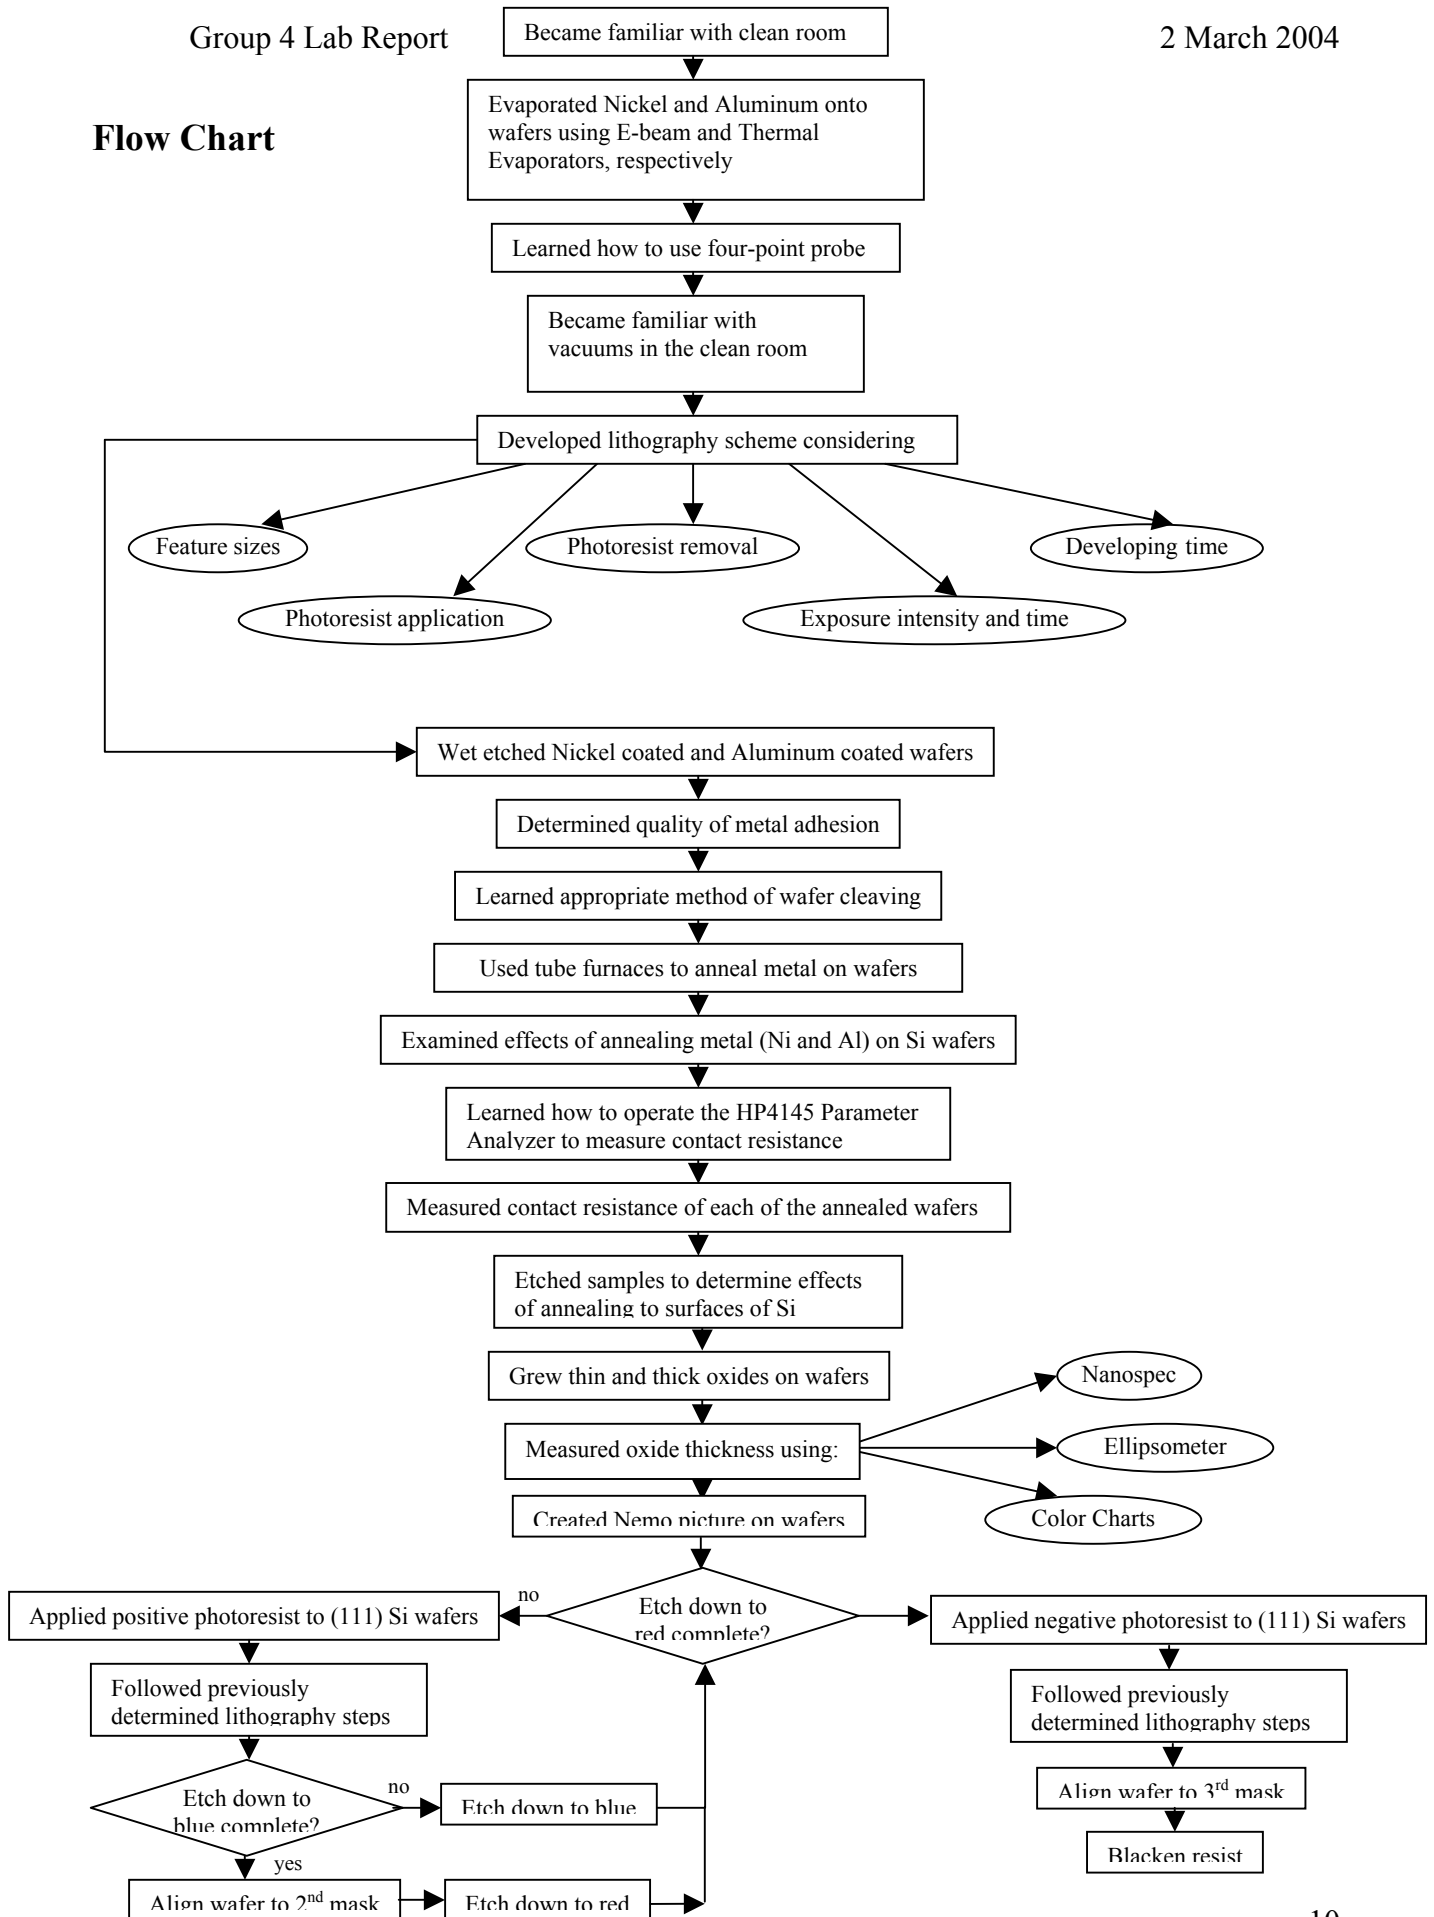 Group 4 Lab Report
2 March 2004
Flow Chart
Became familiar with clean room
Evaporated Nickel and Aluminum onto
wafers using E-beam and Thermal
Evaporators, respectively
Learned how to use four-point probe
Became familiar with
vacuums in the clean room
Developed lithography scheme considering
Feature sizes
Photoresist removal
Developing time
Photoresist application
Exposure intensity and time
Wet etched Nickel coated and Aluminum coated wafers
Determined quality of metal adhesion
Learned appropriate method of wafer cleaving
Used tube furnaces to anneal metal on wafers
Examined effects of annealing metal (Ni and Al) on Si wafers
Learned how to operate the HP4145 Parameter
Analyzer to measure contact resistance
Measured contact resistance of each of the annealed wafers
Etched samples to determine effects
of annealing to surfaces of Si
Grew thin and thick oxides on wafers
Nanospec
Measured oxide thickness using:
Ellipsometer
Color Charts
Created Nemo picture on wafers
Etch down to
red complete?
no
Applied positive photoresist to (111) Si wafers
Applied negative photoresist to (111) Si wafers
Followed previously
determined lithography steps
Followed previously
determined lithography steps
Etch down to
blue complete?
no
Etch down to blue
Align wafer to 3rd mask
yes
Blacken resist
Align wafer to 2nd mask
Etch down to red
10